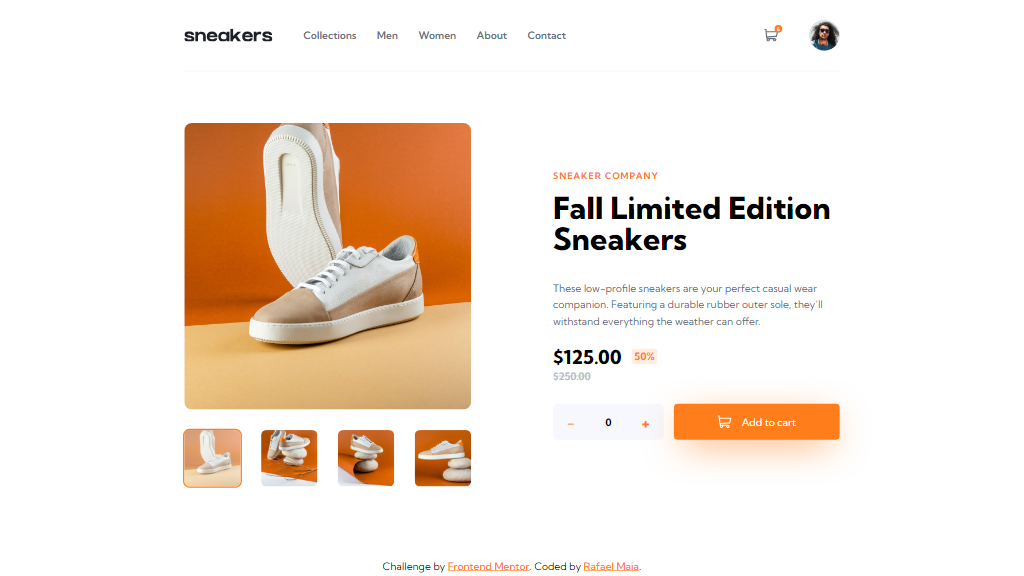 sneakers Collections Men Women About Contact
SNEAKER COMPANY
Fall Limited Edition
Sneakers
These low-profile sneakers are your perfect casual wear
companion. Featuring a durable rubber outer sole, they'll
withstand everything the weather can offer.
$125.00 50%
$250.00
– 0 + Add to cart
Challenge by Frontend Mentor. Coded by Rafael Maia.